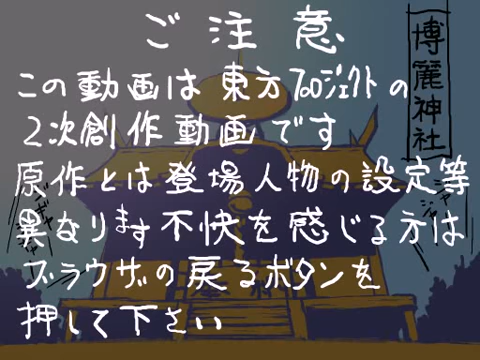 ご注意
この動画は東方プロジェクトの
2次創作動画です
原作とは登場人物の設定等
異なります不快を感じる方は
ブラウザの戻るボタンを
押して下さい
博麗神社